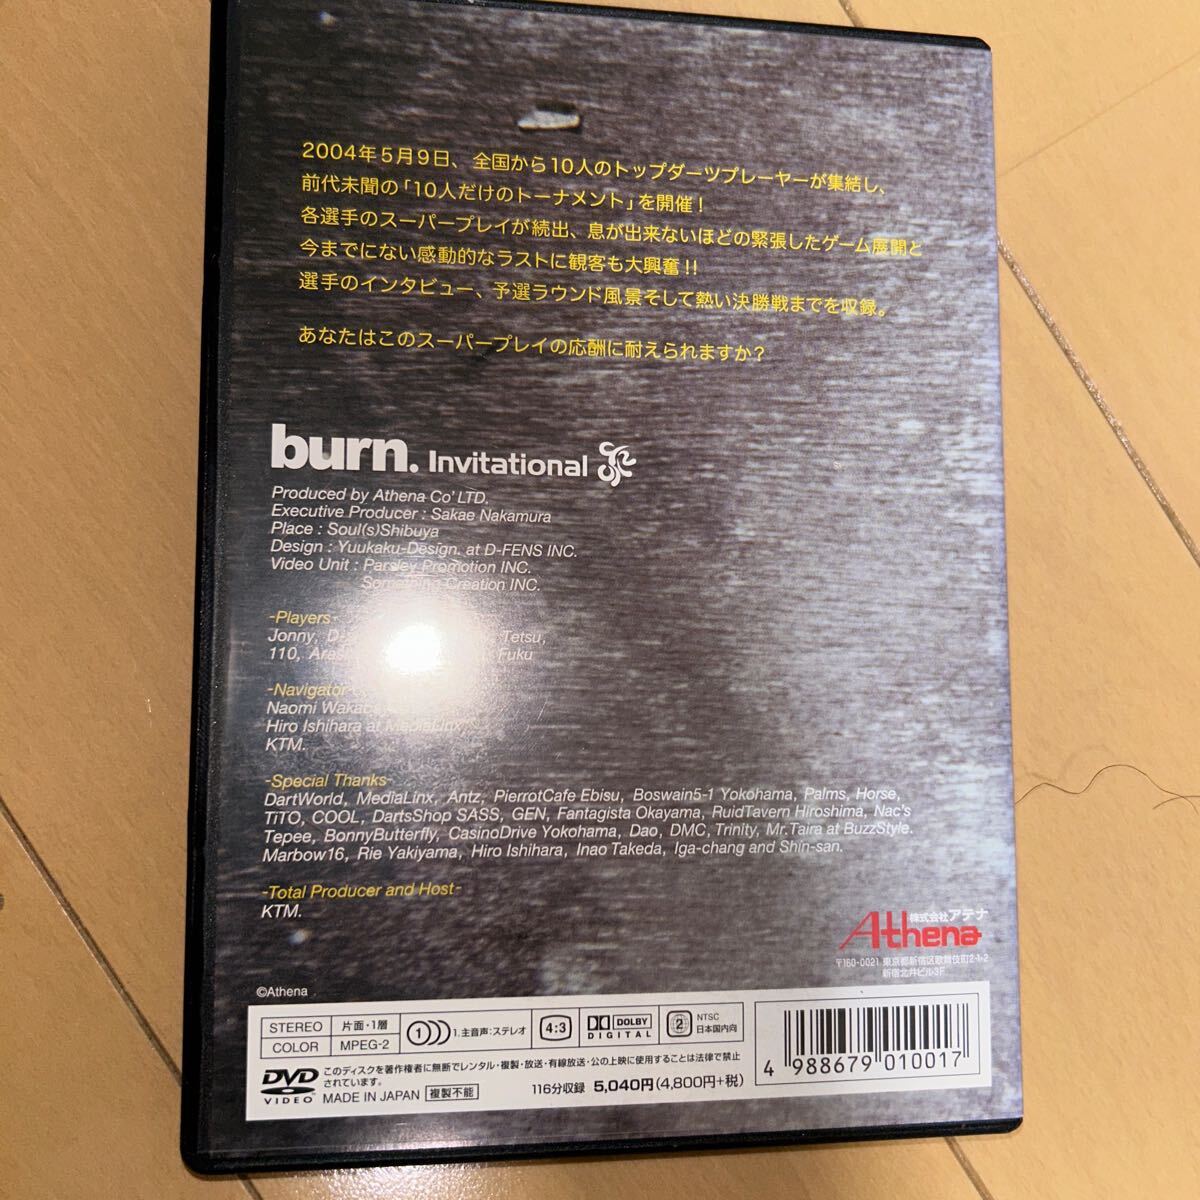 2004年5月9日、全国から10人のトップダーツプレーヤーが集結し、
前代未聞の「10人だけのトーナメント」を開催！
各選手のスーパープレイが続出、息が出来ないほどの緊張したゲーム展開と
今までにない感動的なラストに観客も大興奮!!
選手のインタビュー、予選ラウンド風景そして熱い決勝戦までを収録。
あなたはこのスーパープレイの応酬に耐えられますか？
burn. Invitational
Produced by Athena Co'LTD.
Executive Producer : Sakae Nakamura
Place : Soul(s)Shibuya
Design : Yuukaku-Design. at D-FENS INC.
Video Unit : Parsley Promotion INC.
Something Creation INC.
-Players-
Jonny, Tetsu,
110, Fuku
-Navigator
Naomi
Hiro Ishihara at MediaLinx
KTM.
-Special Thanks-
DartWorld, MediaLinx, Antz, PierrotCafe Ebisu, Boswain5-1 Yokohama, Palms, Horse,
TiTO, COOL, DartsShop SASS, GEN, Fantagista Okayama, RuidTavern Hiroshima, Nac's
Tepee, BonnyButterfly, CasinoDrive Yokohama, Dao, DMC, Trinity, Mr.Taira at BuzzStyle.
Marbow16, Rie Yakiyama, Hiro Ishihara, Inao Takeda, Iga-chang and Shin-san.
-Total Producer and Host-
KTM.
株式会社アテナ
Athena
〒160-0021 東京都新宿区歌舞伎町2-1-2
新宿北井ビル3F
©Athena
STEREO 片面・1層
COLOR MPEG-2
1 1.主音声:ステレオ
4:3
DOLBY DIGITAL
2 NTSC 日本国内向
DVD VIDEO
このディスクを著作権者に無断でレンタル・複製・放送・有線放送・公の上映に使用することは法律で禁止
されています。
MADE IN JAPAN 複製不能
116分収録 5,040円(4,800円+税)
4 988679 010017